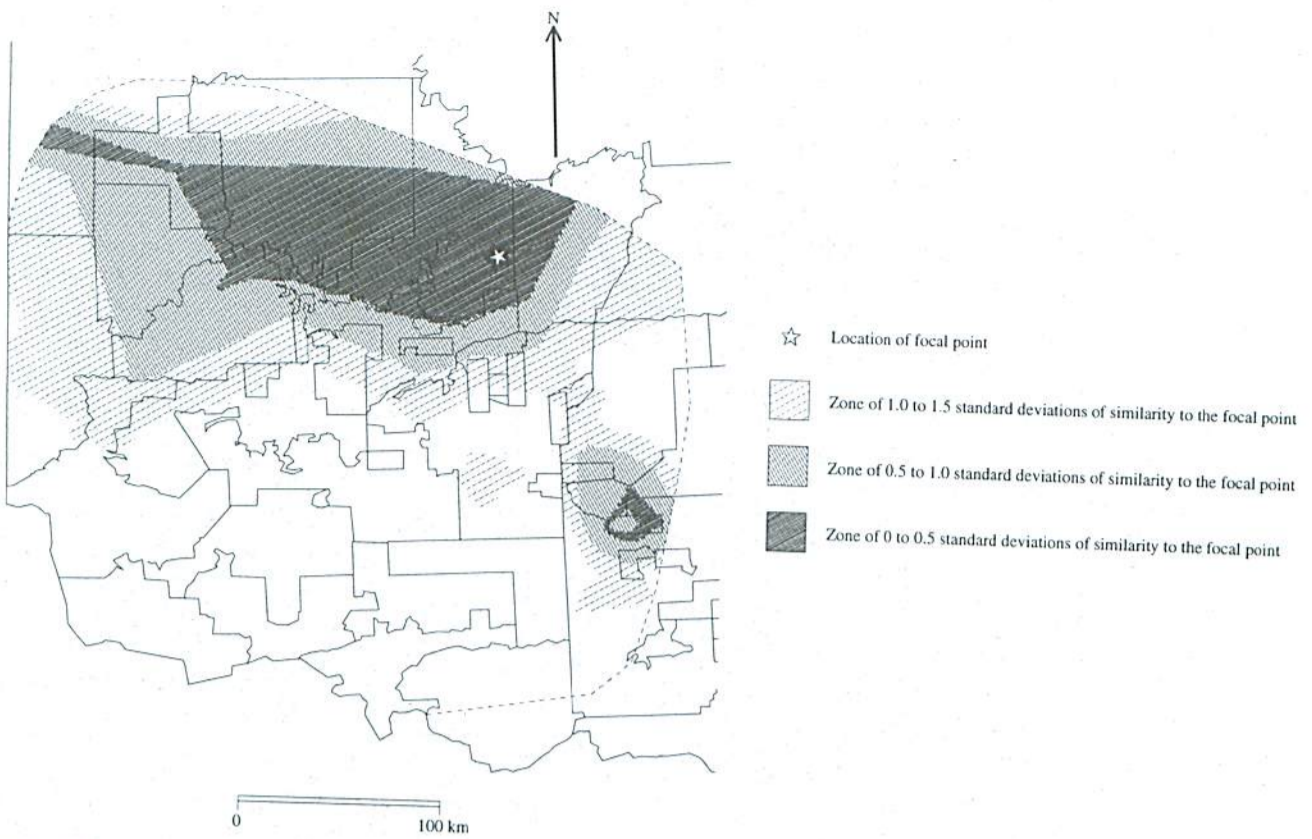 N
Location of focal point
Zone of 1.0 to 1.5 standard deviations of similarity to the focal point
Zone of 0.5 to 1.0 standard deviations of similarity to the focal point
Zone of 0 to 0.5 standard deviations of similarity to the focal point
0 100 km